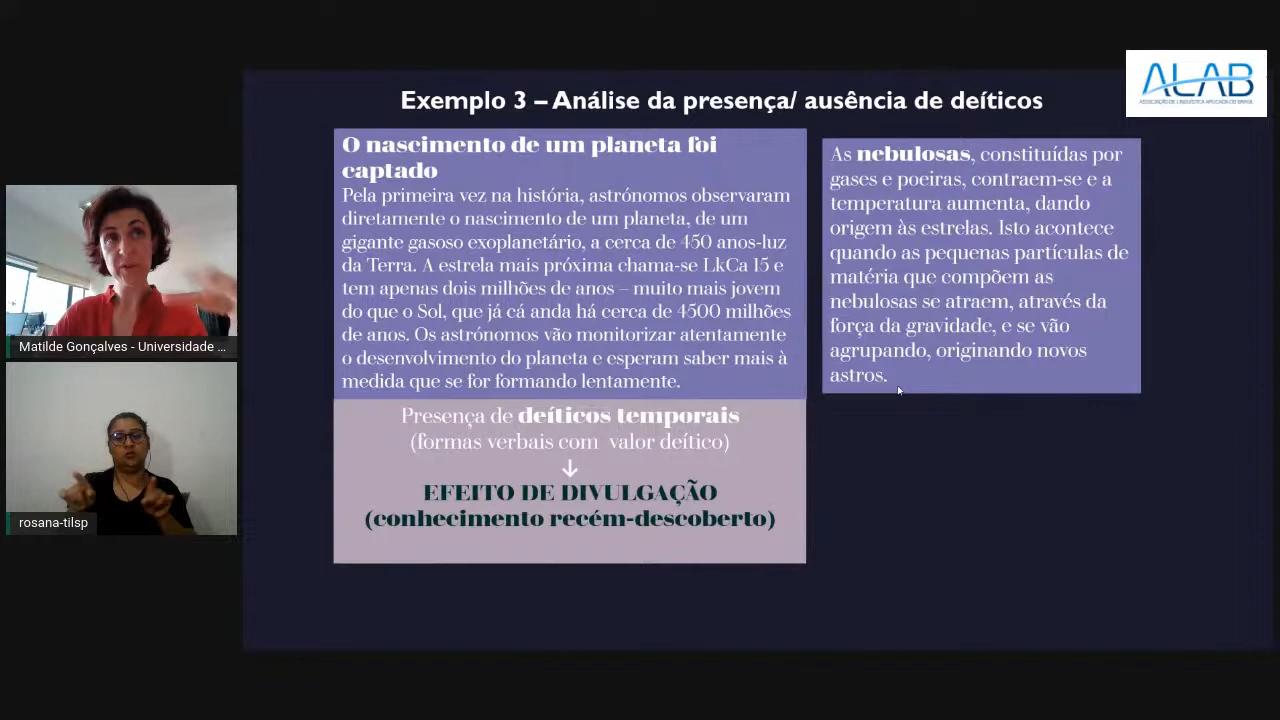 Exemplo 3 – Análise da presença/ ausência de deíticos
ALAB
ASSOCIAÇÃO DE LINGUÍSTICA APLICADA DO BRASIL
O nascimento de um planeta foi
captado
Pela primeira vez na história, astrónomos observaram
diretamente o nascimento de um planeta, de um
gigante gasoso exoplanetário, a cerca de 450 anos-luz
da Terra. A estrela mais próxima chama-se LkCa 15 e
tem apenas dois milhões de anos – muito mais jovem
do que o Sol, que já cá anda há cerca de 4500 milhões
de anos. Os astrónomos vão monitorizar atentamente
o desenvolvimento do planeta e esperam saber mais à
medida que se for formando lentamente.
Presença de deíticos temporais
(formas verbais com valor deítico)
↓
EFEITO DE DIVULGAÇÃO
(conhecimento recém-descoberto)
As nebulosas, constituídas por
gases e poeiras, contraem-se e a
temperatura aumenta, dando
origem às estrelas. Isto acontece
quando as pequenas partículas de
matéria que compõem as
nebulosas se atraem, através da
força da gravidade, e se vão
agrupando, originando novos
astros.
Matilde Gonçalves - Universidade ...
rosana-tilsp